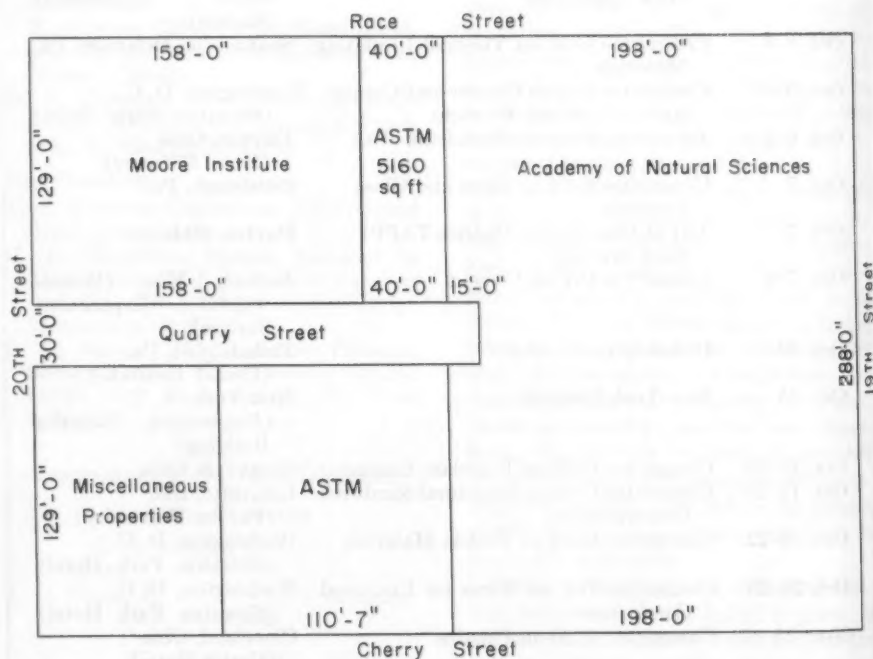 Race Street
158'-0" 40'-0" 198'-0"
129'-0"
Moore Institute
ASTM
5160
sq ft
Academy of Natural Sciences
158'-0" 40'-0" 15'-0"
20TH Street
30'-0"
Quarry Street
288'-0"
19TH Street
129'-0"
Miscellaneous
Properties
ASTM
110'-7" 198'-0"
Cherry Street